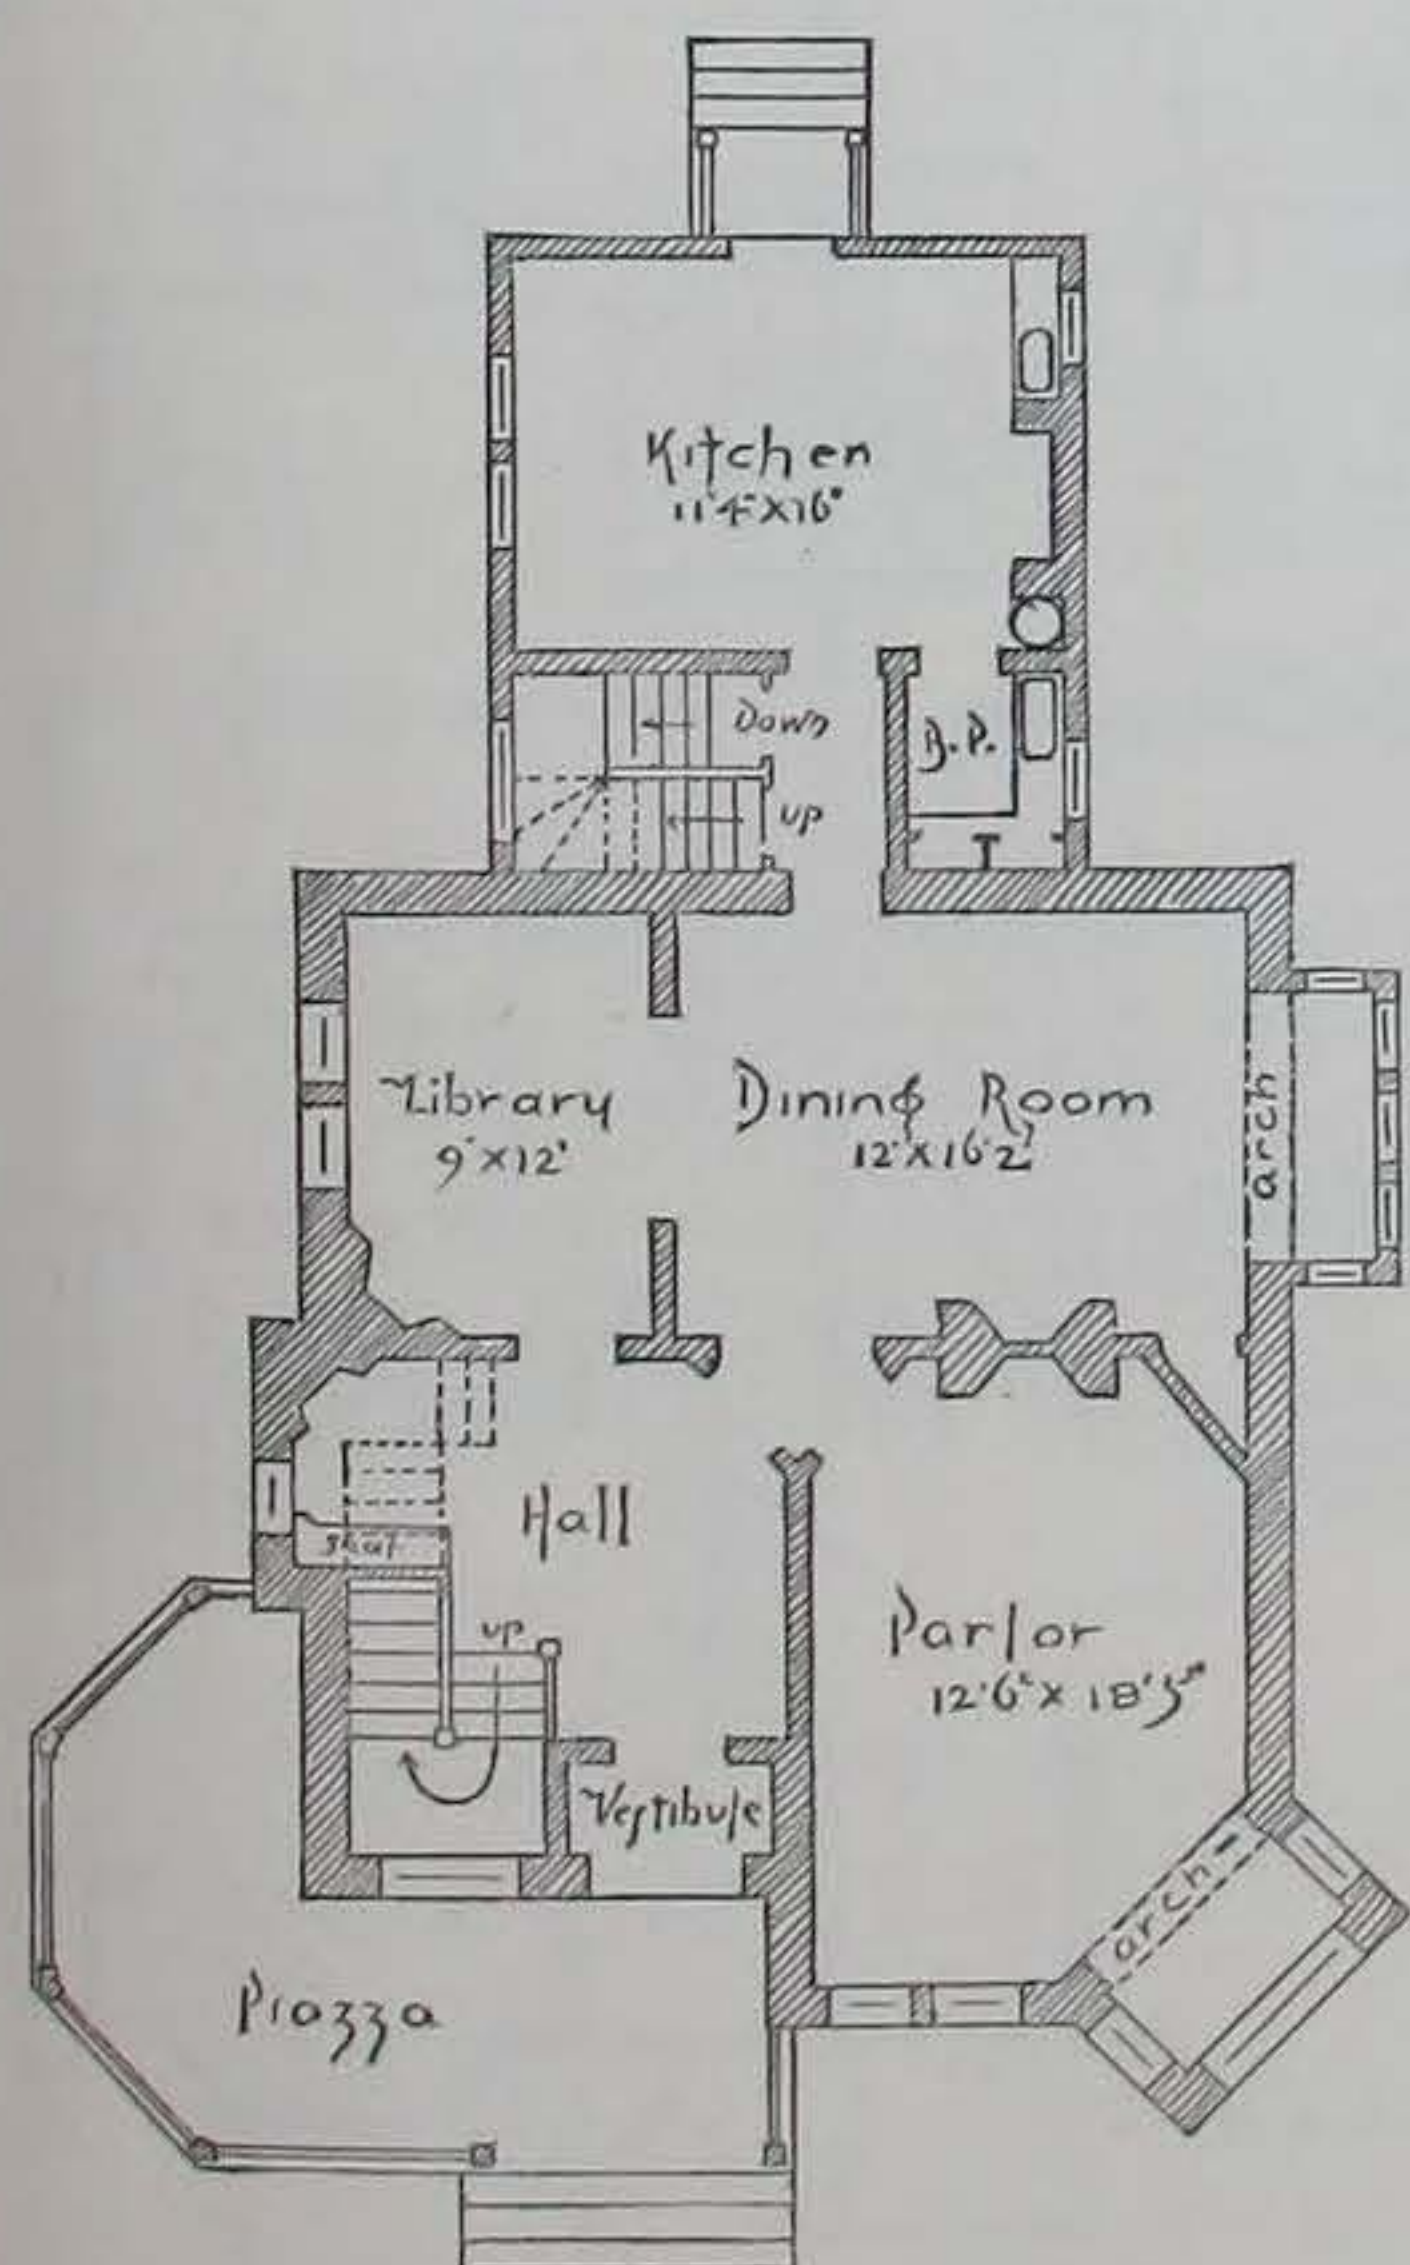 Kitchen
11'4"X16"
Down
B.P.
up
T
Library
9'X12'
Dining Room
12'X16'2"
arch
Hall
seat
up
Parlor
12'6"X18'3"
Vestibule
arch
Piazza